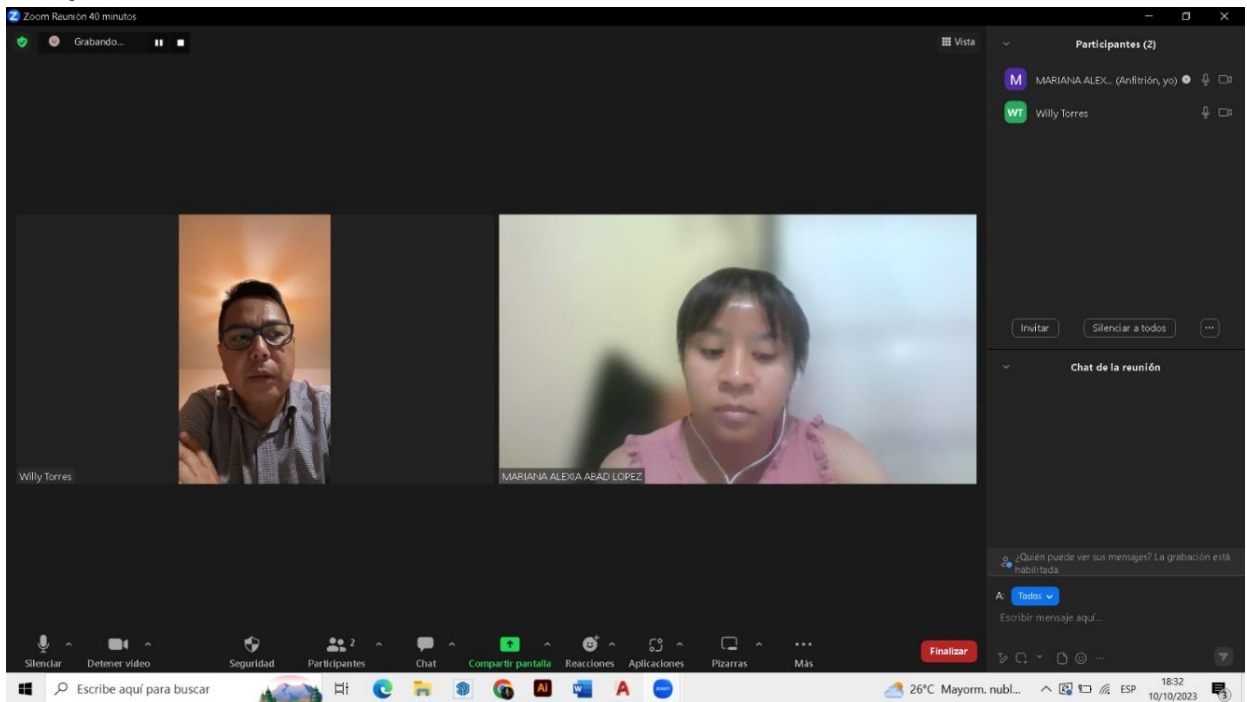 Zoom Reunión 40 minutos
Grabando...
Vista
Participantes (2)
M MARIANA ALEX... (Anfitrión, yo)
WT Willy Torres
Invitar
Silenciar a todos
Chat de la reunión
Willy Torres
MARIANA ALEXIA ABAD LOPEZ
¿Quién puede ver sus mensajes? La grabación está
habilitada
A: Todos
Escribir mensaje aquí...
2
Silenciar
Detener video
Seguridad
Participantes
Chat
Compartir pantalla
Reacciones
Aplicaciones
Pizarras
Más
Finalizar
Escribe aquí para buscar
26°C Mayorm. nubl...
ESP
18:32
10/10/2023
3